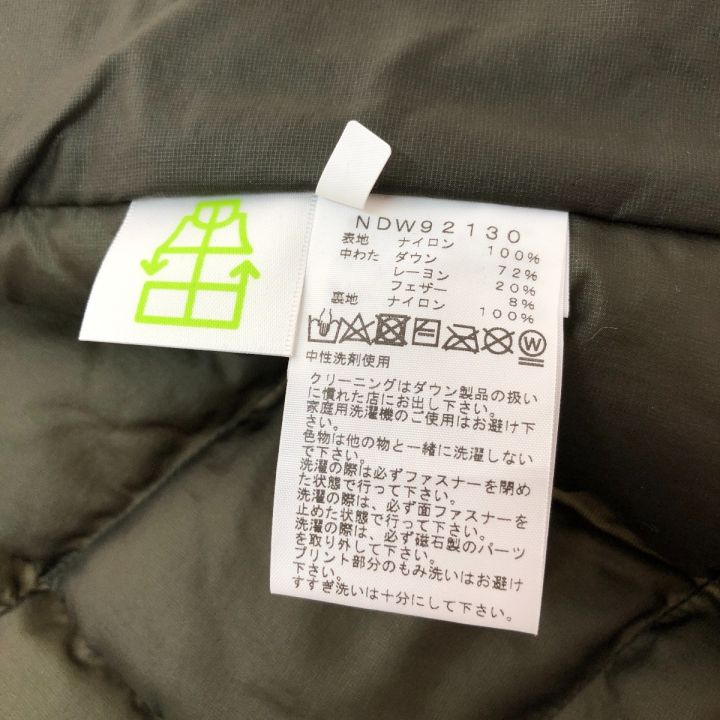 NDW92130
表地 ナイロン 100%
中わた ダウン 72%
レーヨン 20%
フェザー 8%
裏地 ナイロン 100%
W
中性洗剤使用
クリーニングはダウン製品の扱い
に慣れた店にお出し下さい。
家庭用洗濯機のご使用はお避け下
さい。
色物は他の物と一緒に洗濯しない
で下さい。
洗濯の際は必ずファスナーを閉め
た状態で行って下さい。
洗濯の際は、必ず面ファスナーを
止めた状態で行って下さい。
洗濯の際は、必ず磁石製のパーツ
を取り外して下さい。
プリント部分のもみ洗いはお避け
下さい。
すすぎ洗いは十分にして下さい。